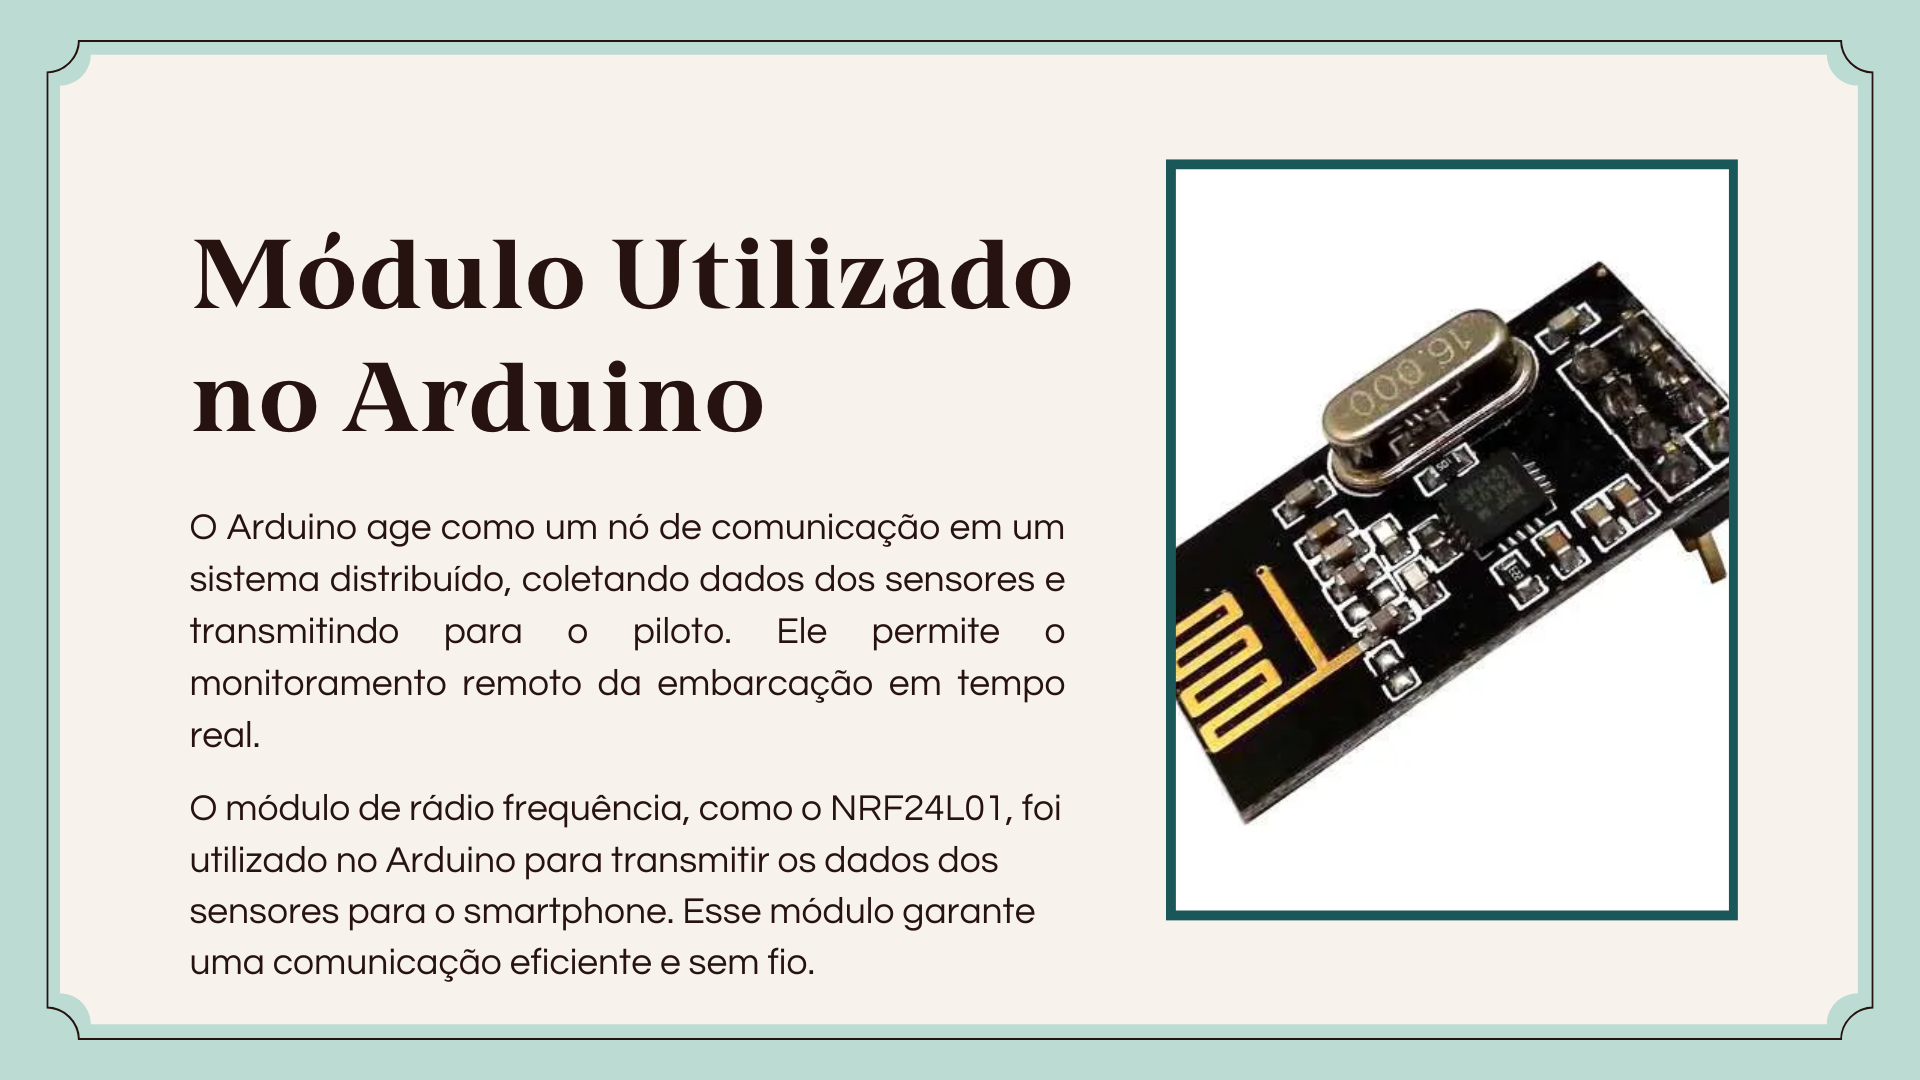 Módulo Utilizado
no Arduino
O Arduino age como um nó de comunicação em um
sistema distribuído, coletando dados dos sensores e
transmitindo para o piloto. Ele permite o
monitoramento remoto da embarcação em tempo
real.
O módulo de rádio frequência, como o NRF24L01, foi
utilizado no Arduino para transmitir os dados dos
sensores para o smartphone. Esse módulo garante
uma comunicação eficiente e sem fio.
16.000